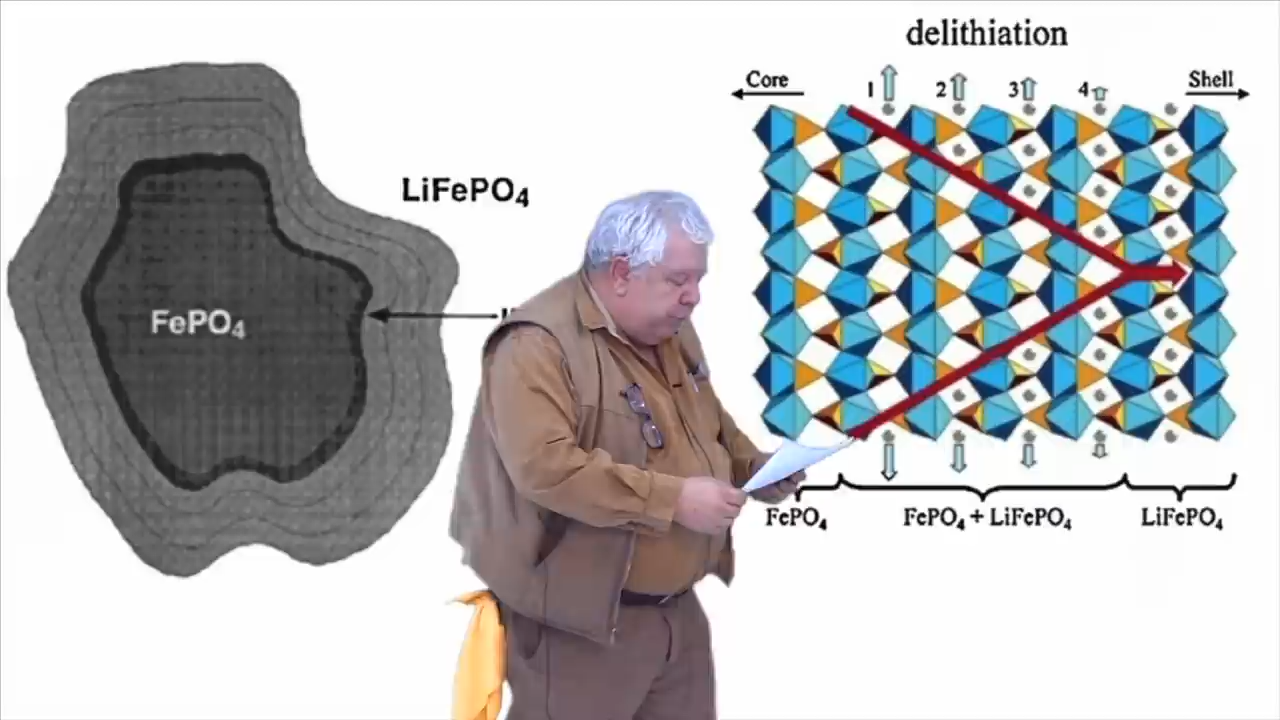 delithiation
Core
Shell
1
2
3
4
LiFePO₄
FePO₄
FePO₄
FePO₄ + LiFePO₄
LiFePO₄